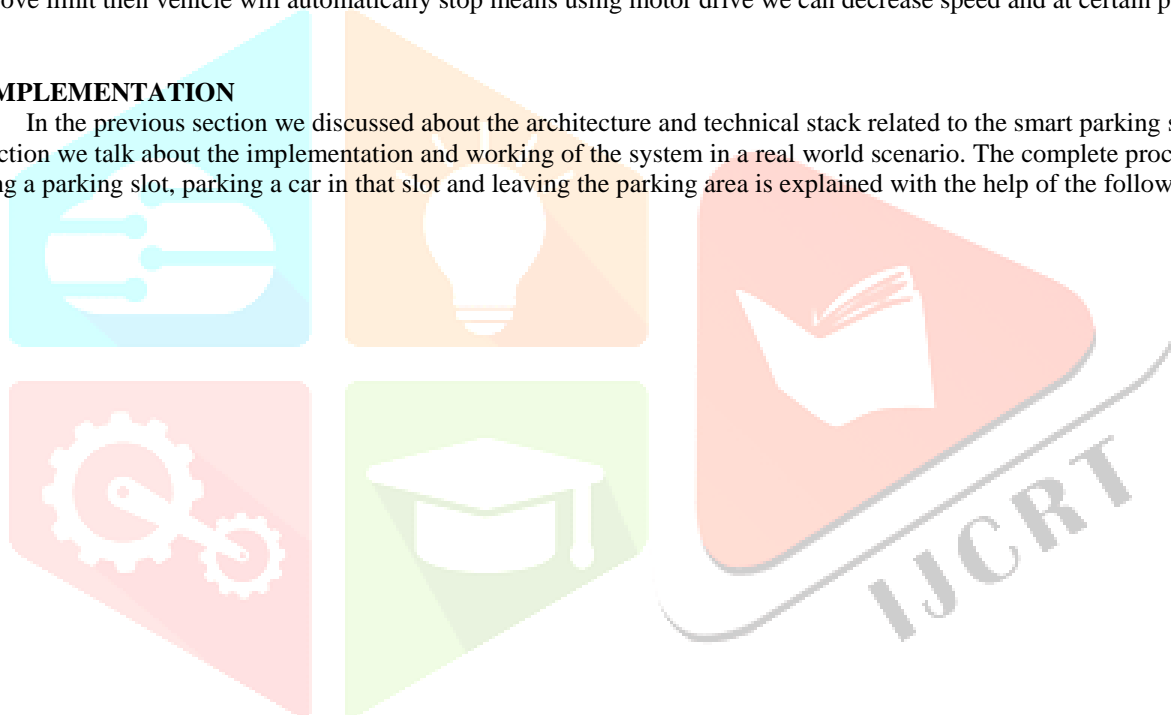 ove limit then vehicle will automatically stop means using motor drive we can decrease speed and at certain p
MPLEMENTATION
In the previous section we discussed about the architecture and technical stack related to the smart parking s
ction we talk about the implementation and working of the system in a real world scenario. The complete proc
ng a parking slot, parking a car in that slot and leaving the parking area is explained with the help of the follow
IJCRT